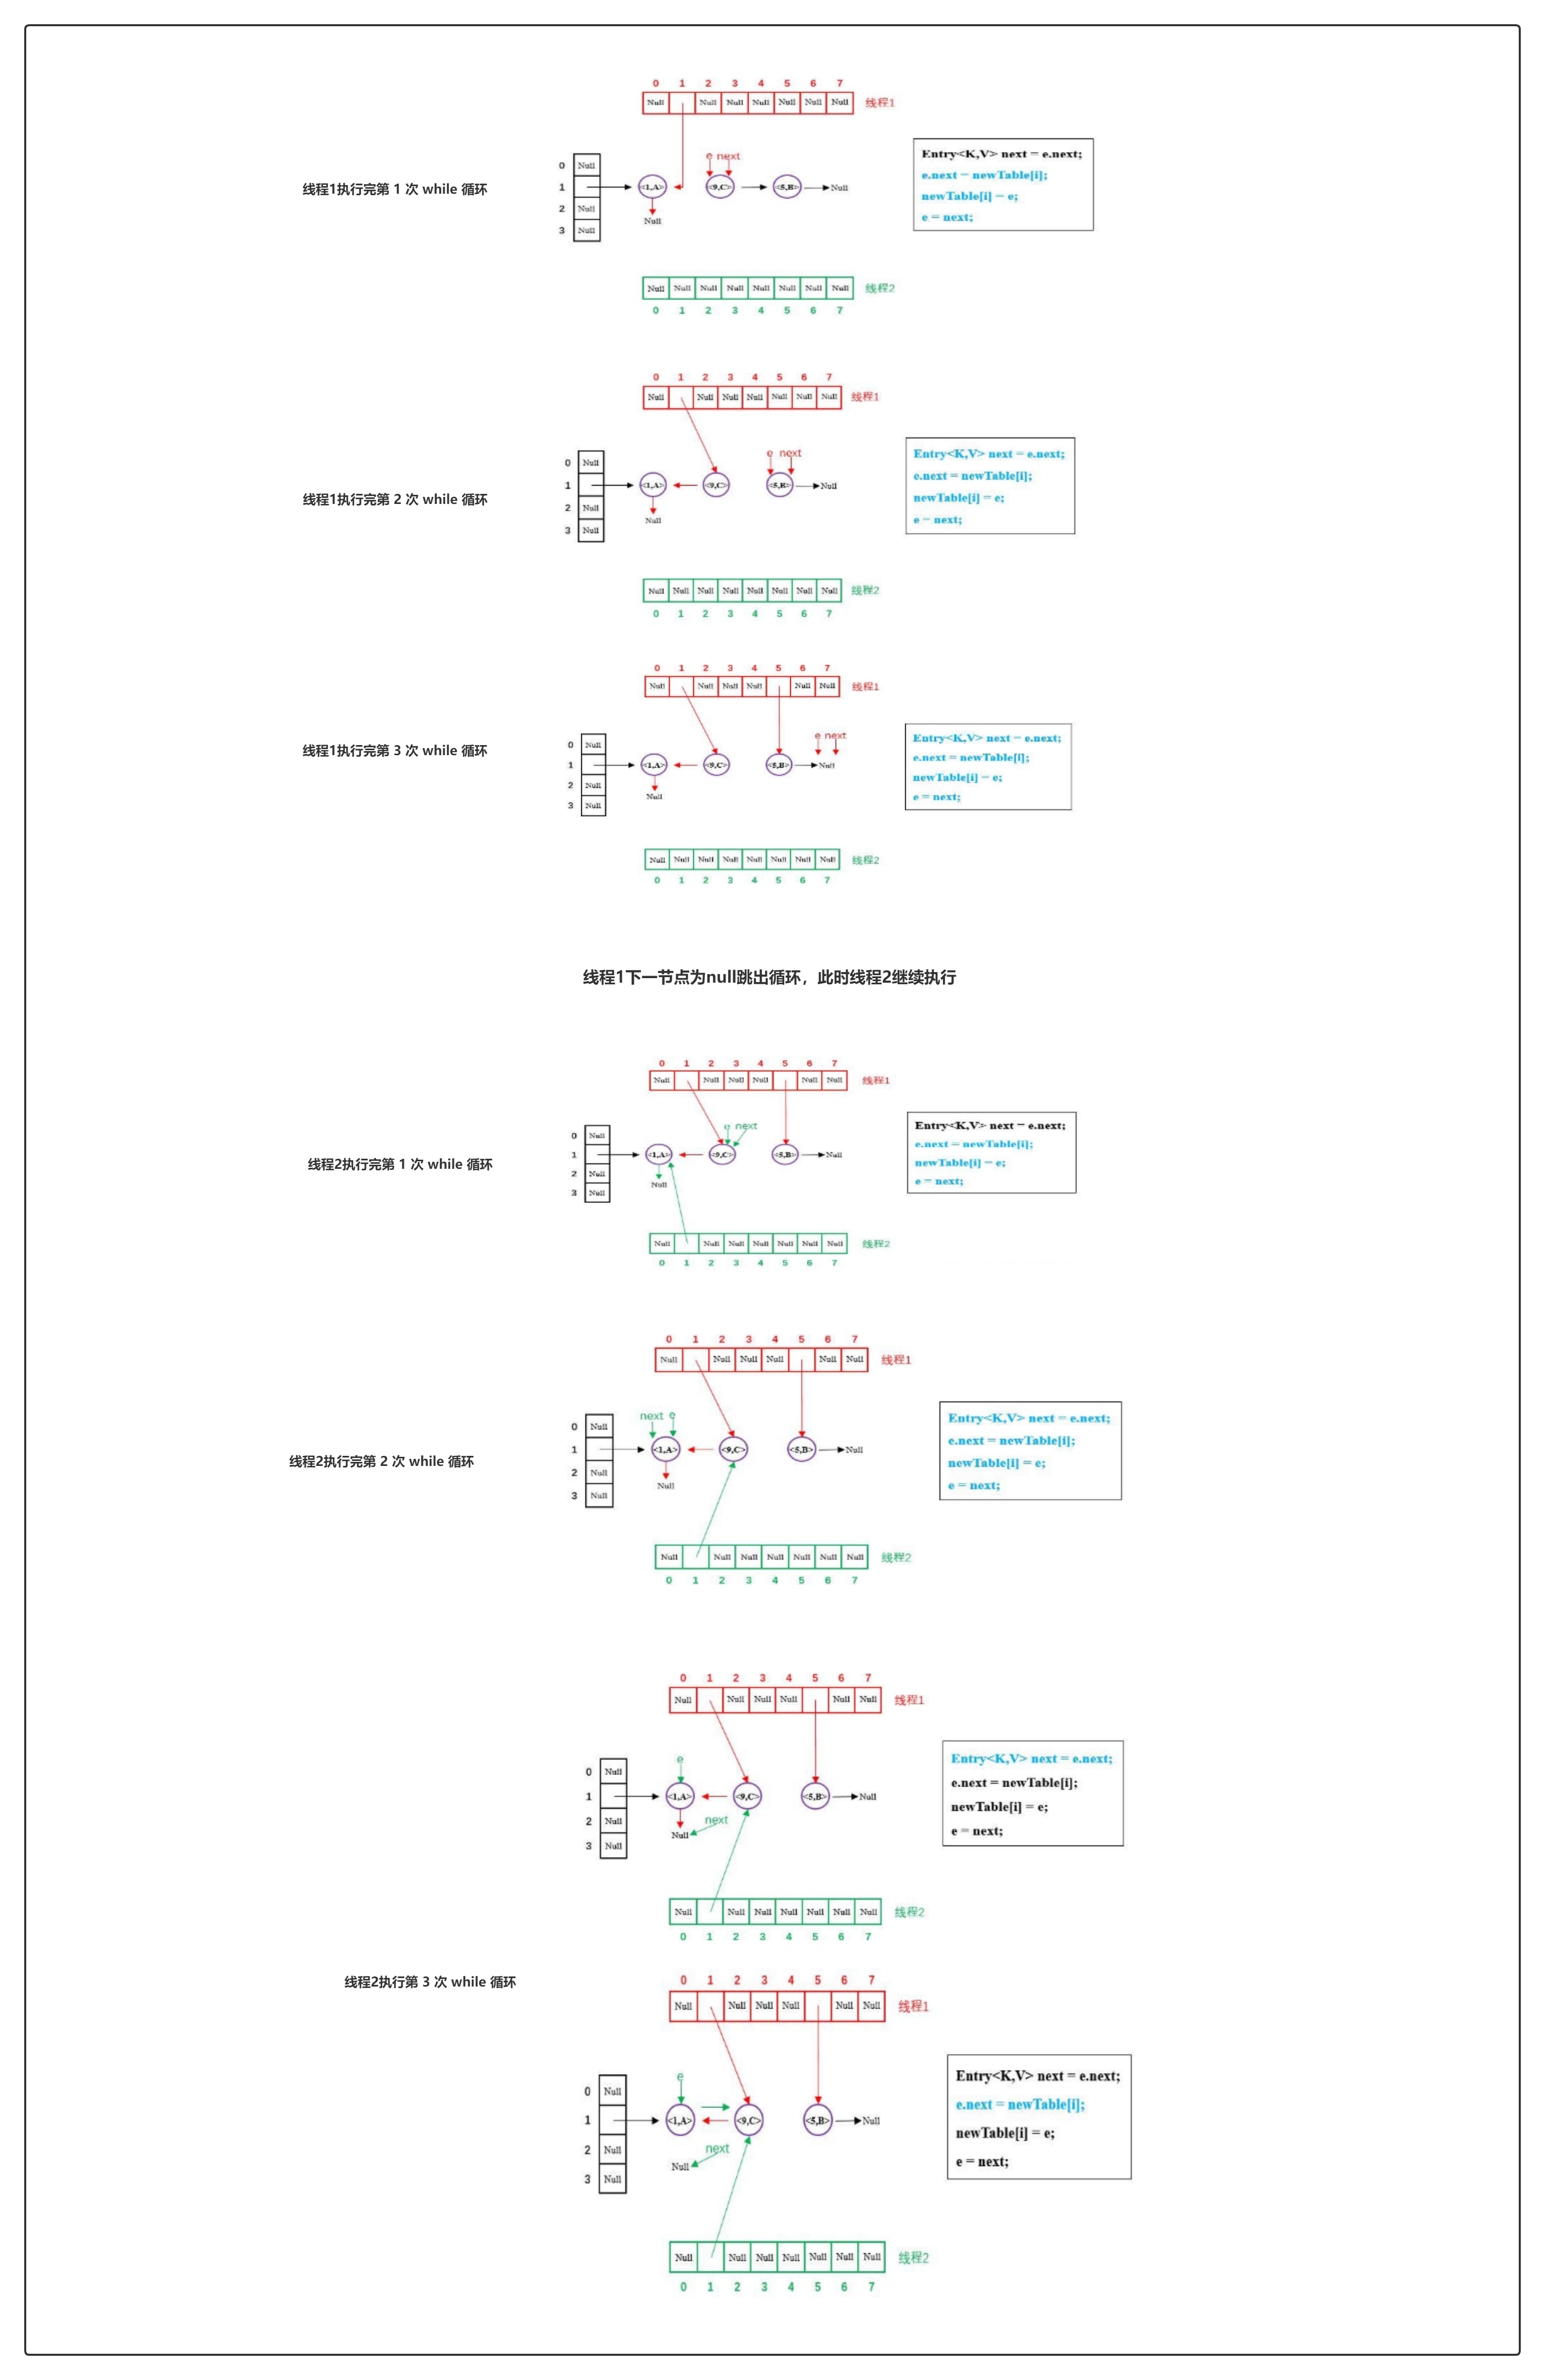 0 1 2 3 4 5 6 7
Null Null Null Null Null Null Null 线程1
Entry<K,V> next = e.next;
e.next = newTable[i];
newTable[i] = e;
e = next;
e next
0 Null
线程1执行完第 1 次 while 循环
1 <1,A> <9,C> <5,B> Null
2 Null
Null
3 Null
Null Null Null Null Null Null Null Null 线程2
0 1 2 3 4 5 6 7
0 1 2 3 4 5 6 7
Null Null Null Null Null Null Null 线程1
Entry<K,V> next = e.next;
e.next = newTable[i];
newTable[i] = e;
e = next;
e next
0 Null
1 <1,A> <9,C> <5,B> Null
线程1执行完第 2 次 while 循环
2 Null
Null
3 Null
Null Null Null Null Null Null Null Null 线程2
0 1 2 3 4 5 6 7
0 1 2 3 4 5 6 7
Null Null Null Null Null Null 线程1
Entry<K,V> next = e.next;
e.next = newTable[i];
newTable[i] = e;
e = next;
e next
0 Null
线程1执行完第 3 次 while 循环
1 <1,A> <9,C> <5,B> Null
2 Null
Null
3 Null
Null Null Null Null Null Null Null Null 线程2
0 1 2 3 4 5 6 7
线程1下一节点为null跳出循环，此时线程2继续执行
0 1 2 3 4 5 6 7
Null Null Null Null Null Null 线程1
Entry<K,V> next = e.next;
e.next = newTable[i];
newTable[i] = e;
e = next;
e next
0 Null
1 <1,A> <9,C> <5,B> Null
线程2执行完第 1 次 while 循环
2 Null
Null
3 Null
Null Null Null Null Null Null Null 线程2
0 1 2 3 4 5 6 7
0 1 2 3 4 5 6 7
Null Null Null Null Null Null 线程1
Entry<K,V> next = e.next;
e.next = newTable[i];
newTable[i] = e;
e = next;
next e
0 Null
1 <1,A> <9,C> <5,B> Null
线程2执行完第 2 次 while 循环
2 Null
Null
3 Null
Null Null Null Null Null Null Null 线程2
0 1 2 3 4 5 6 7
0 1 2 3 4 5 6 7
Null Null Null Null Null Null 线程1
Entry<K,V> next = e.next;
e.next = newTable[i];
newTable[i] = e;
e = next;
e
0 Null
1 <1,A> <9,C> <5,B> Null
2 Null
next
Null
3 Null
Null Null Null Null Null Null Null 线程2
0 1 2 3 4 5 6 7
线程2执行第 3 次 while 循环
0 1 2 3 4 5 6 7
Null Null Null Null Null Null 线程1
Entry<K,V> next = e.next;
e.next = newTable[i];
newTable[i] = e;
e = next;
e
0 Null
1 <1,A> <9,C> <5,B> Null
2 Null
next
Null
3 Null
Null Null Null Null Null Null Null 线程2
0 1 2 3 4 5 6 7